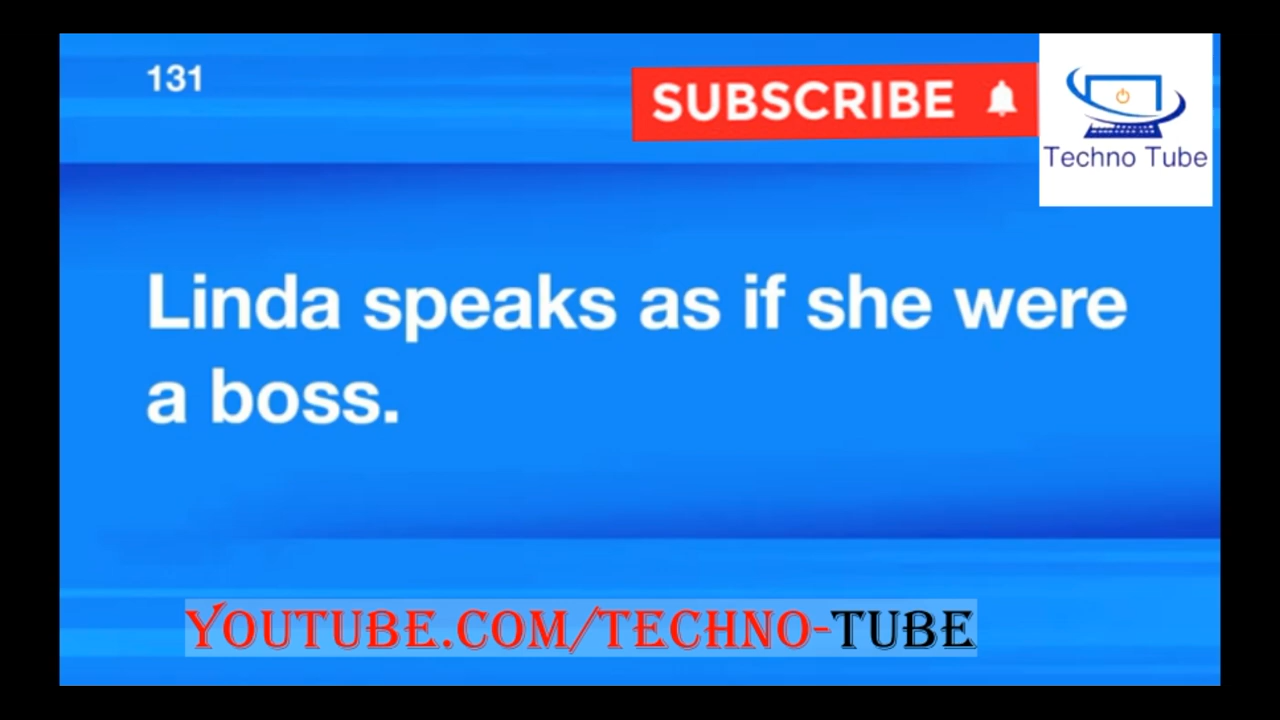 131
SUBSCRIBE
Techno Tube
Linda speaks as if she were
a boss.
YOUTUBE.COM/TECHNO-TUBE